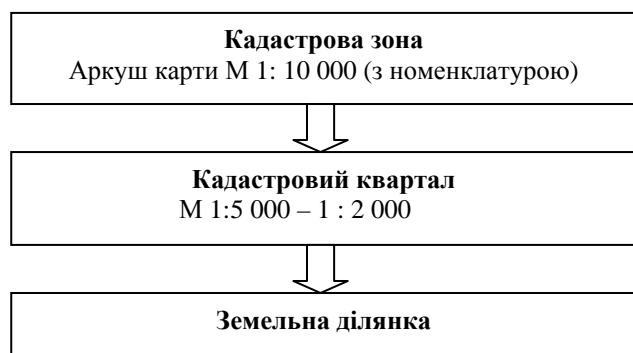 Кадастрова зона
Аркуш карти М 1: 10 000 (з номенклатурою)
Кадастровий квартал
М 1:5 000 – 1 : 2 000
Земельна ділянка